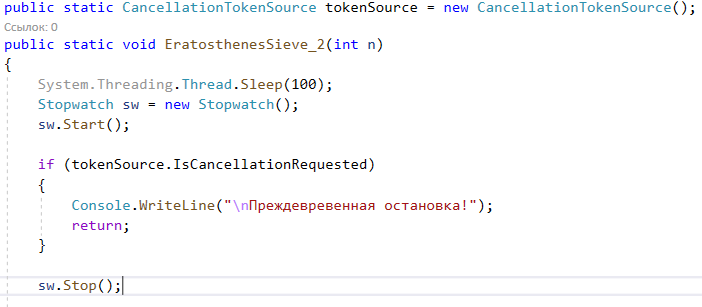 public static CancellationTokenSource tokenSource = new CancellationTokenSource();
Ссылок: 0
public static void EratosthenesSieve_2(int n)
{
System.Threading.Thread.Sleep(100);
Stopwatch sw = new Stopwatch();
sw.Start();
if (tokenSource.IsCancellationRequested)
{
Console.WriteLine("\nПреждевревенная остановка!");
return;
}
sw.Stop();